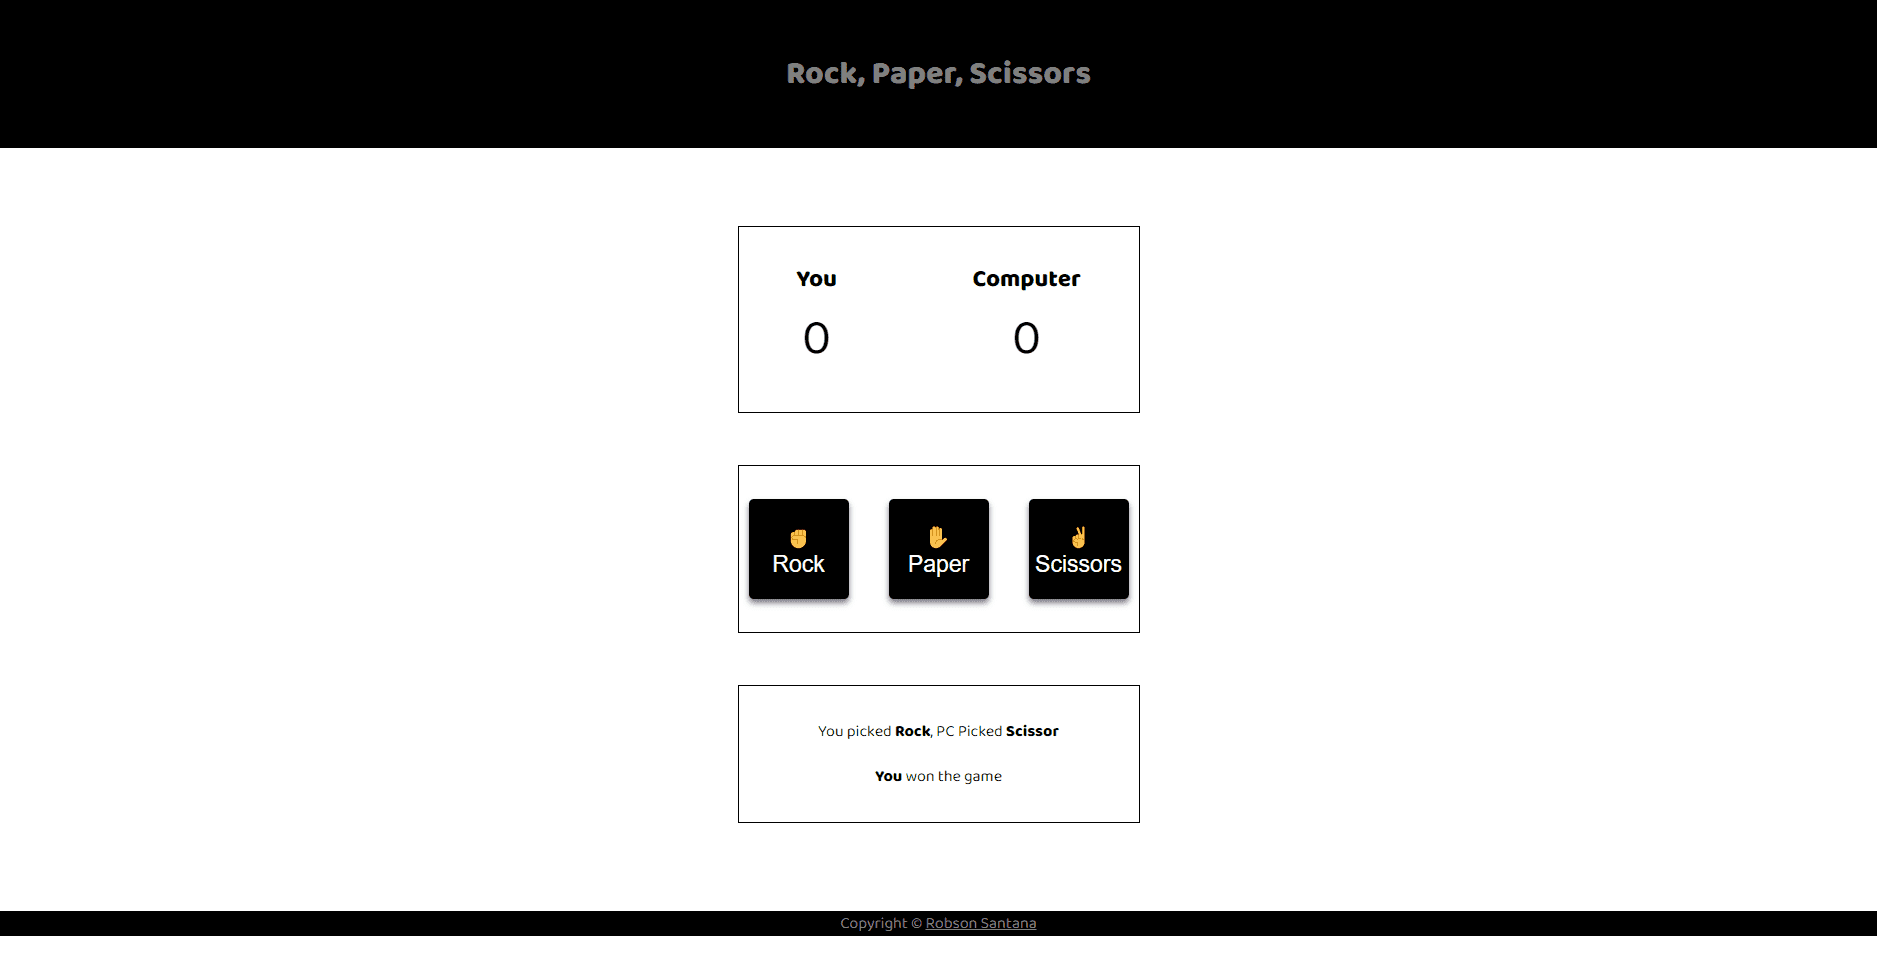 Rock, Paper, Scissors
You Computer
0 0
✊ ✋ ✌
Rock Paper Scissors
You picked Rock, PC Picked Scissor
You won the game
Copyright © Robson Santana